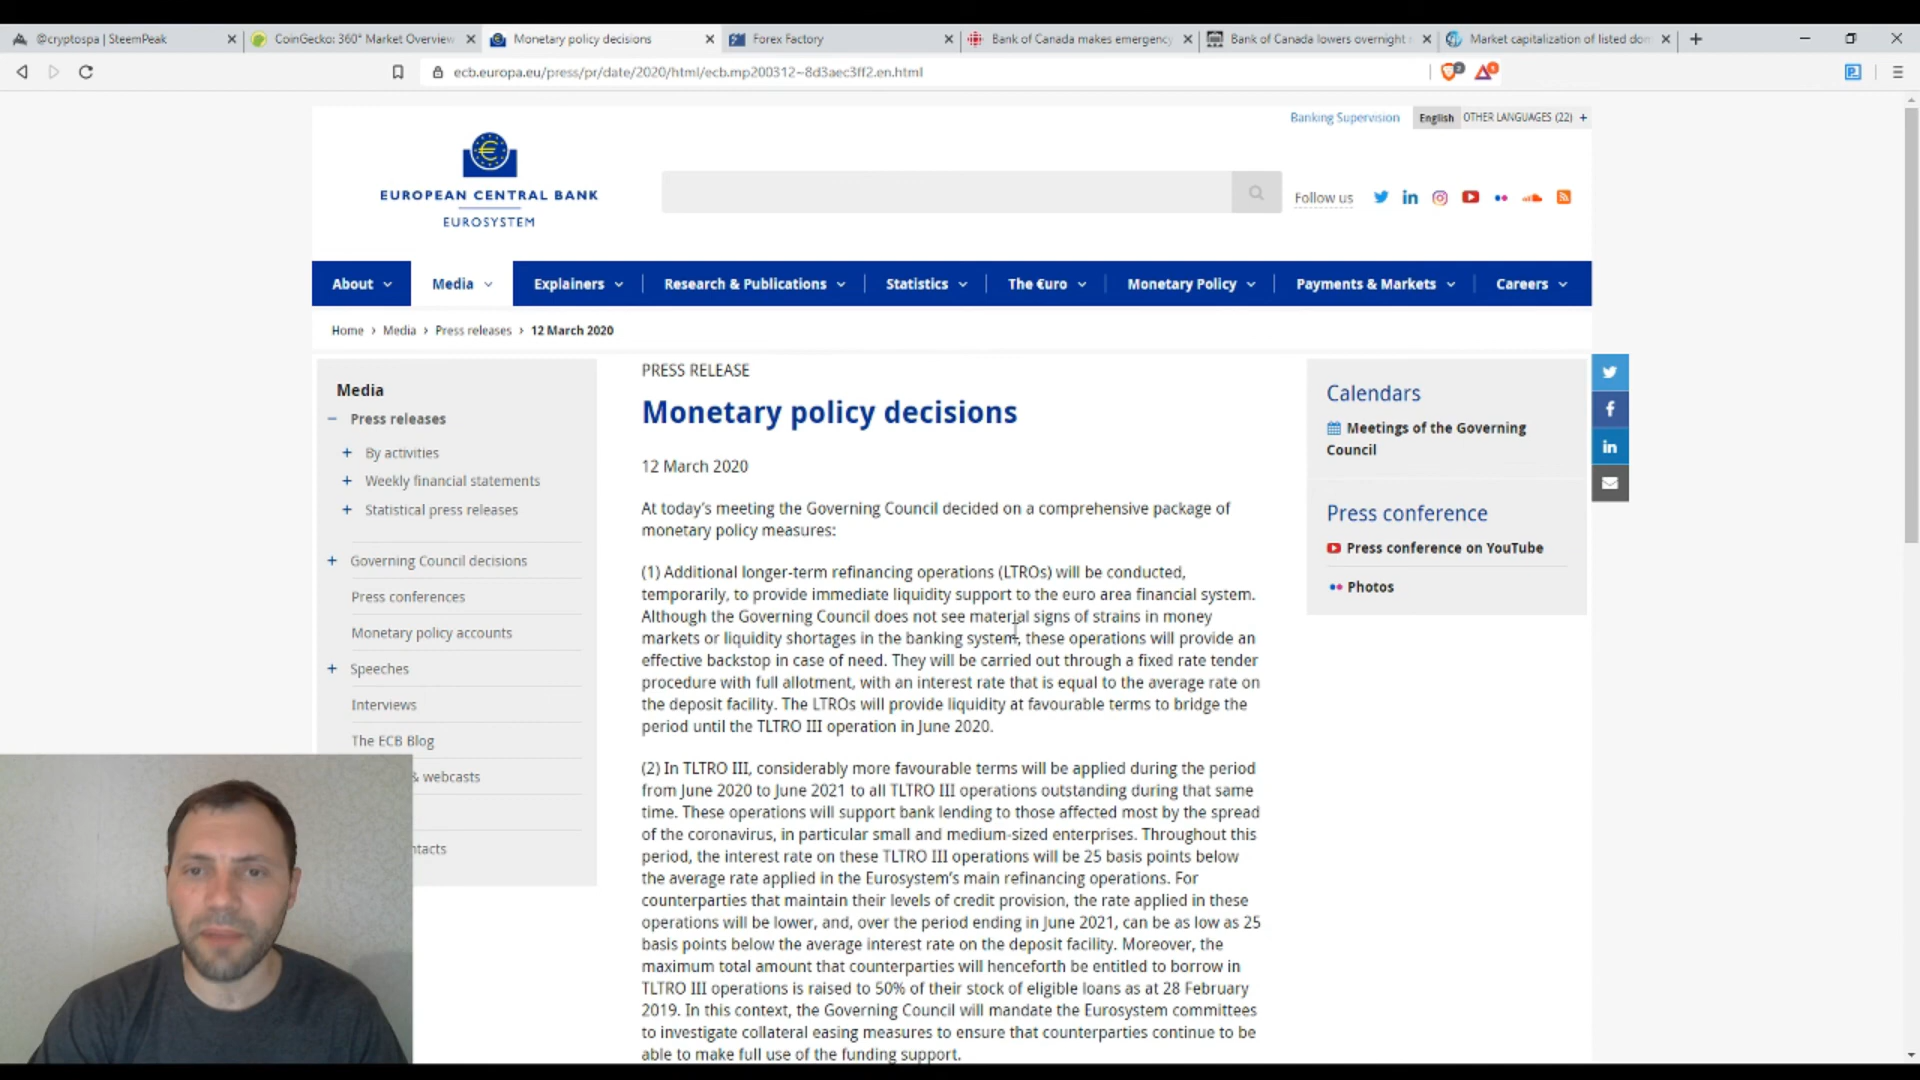 @cryptospa | SteemPeak
CoinGecko: 360° Market Overview
Monetary policy decisions
Forex Factory
Bank of Canada makes emergency
Bank of Canada lowers overnight
Market capitalization of listed dom
ecb.europa.eu/press/pr/date/2020/html/ecb.mp200312~8d3aec3ff2.en.html
Banking Supervision
English
OTHER LANGUAGES (22) +
EUROPEAN CENTRAL BANK
EUROSYSTEM
Follow us
About
Media
Explainers
Research & Publications
Statistics
The €uro
Monetary Policy
Payments & Markets
Careers
Home › Media › Press releases › 12 March 2020
Media
− Press releases
+ By activities
+ Weekly financial statements
+ Statistical press releases
+ Governing Council decisions
Press conferences
Monetary policy accounts
+ Speeches
Interviews
The ECB Blog
& webcasts
ntacts
PRESS RELEASE
Monetary policy decisions
12 March 2020
At today's meeting the Governing Council decided on a comprehensive package of
monetary policy measures:
(1) Additional longer-term refinancing operations (LTROs) will be conducted,
temporarily, to provide immediate liquidity support to the euro area financial system.
Although the Governing Council does not see material signs of strains in money
markets or liquidity shortages in the banking system, these operations will provide an
effective backstop in case of need. They will be carried out through a fixed rate tender
procedure with full allotment, with an interest rate that is equal to the average rate on
the deposit facility. The LTROs will provide liquidity at favourable terms to bridge the
period until the TLTRO III operation in June 2020.
(2) In TLTRO III, considerably more favourable terms will be applied during the period
from June 2020 to June 2021 to all TLTRO III operations outstanding during that same
time. These operations will support bank lending to those affected most by the spread
of the coronavirus, in particular small and medium-sized enterprises. Throughout this
period, the interest rate on these TLTRO III operations will be 25 basis points below
the average rate applied in the Eurosystem's main refinancing operations. For
counterparties that maintain their levels of credit provision, the rate applied in these
operations will be lower, and, over the period ending in June 2021, can be as low as 25
basis points below the average interest rate on the deposit facility. Moreover, the
maximum total amount that counterparties will henceforth be entitled to borrow in
TLTRO III operations is raised to 50% of their stock of eligible loans as at 28 February
2019. In this context, the Governing Council will mandate the Eurosystem committees
to investigate collateral easing measures to ensure that counterparties continue to be
able to make full use of the funding support.
Calendars
Meetings of the Governing
Council
Press conference
Press conference on YouTube
Photos